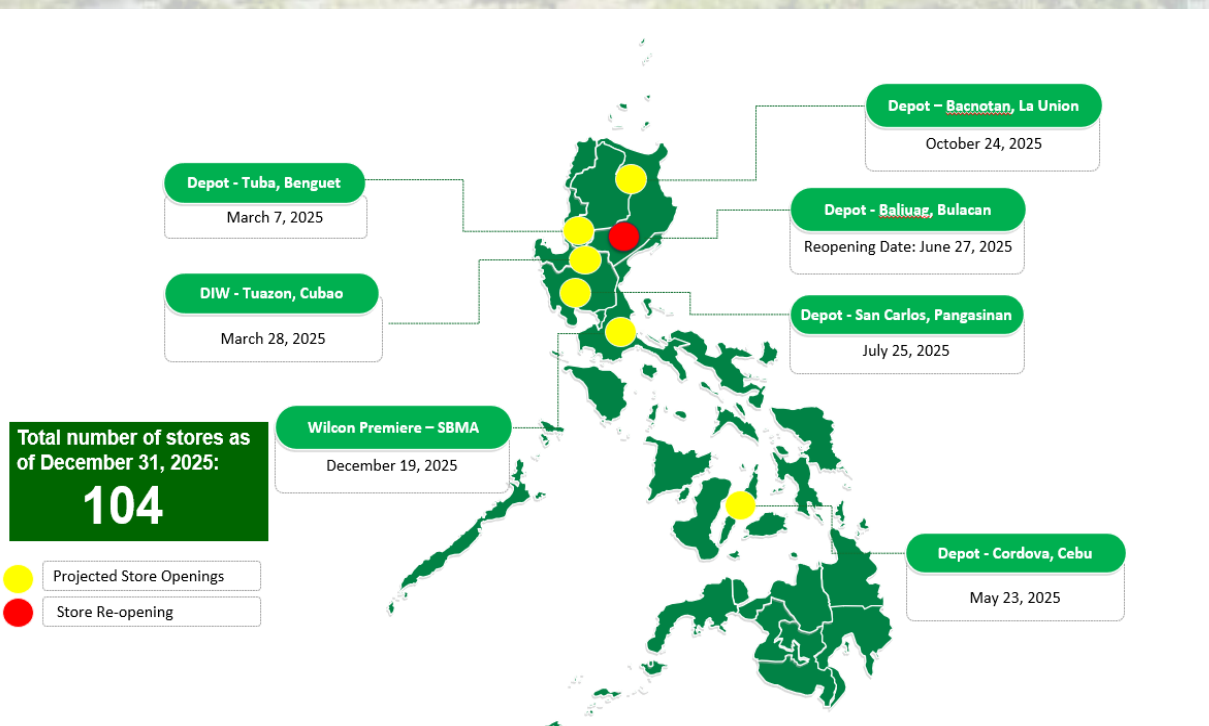 Depot – Bacnotan, La Union
October 24, 2025
Depot - Tuba, Benguet
March 7, 2025
Depot - Baliuag, Bulacan
Reopening Date: June 27, 2025
DIW - Tuazon, Cubao
March 28, 2025
Depot - San Carlos, Pangasinan
July 25, 2025
Wilcon Premiere – SBMA
December 19, 2025
Total number of stores as
of December 31, 2025:
104
Depot - Cordova, Cebu
May 23, 2025
Projected Store Openings
Store Re-opening